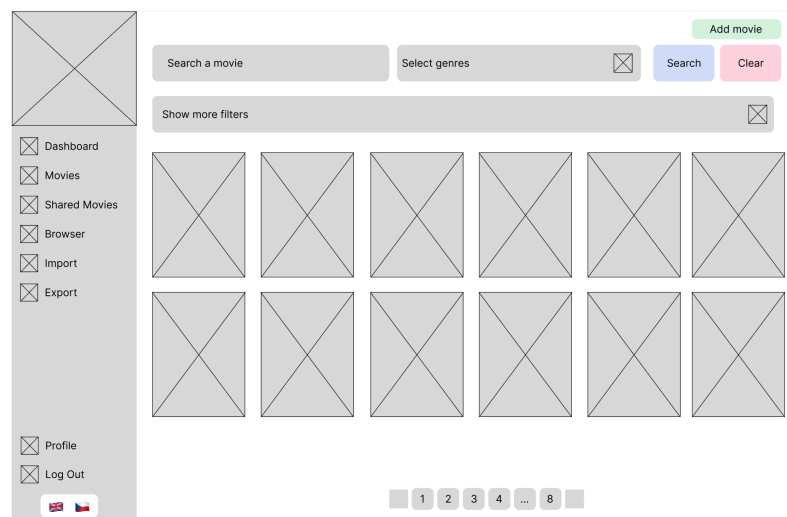 Add movie
Search a movie
Select genres
Search
Clear
Show more filters
Dashboard
Movies
Shared Movies
Browser
Import
Export
Profile
Log Out
1 2 3 4 ... 8